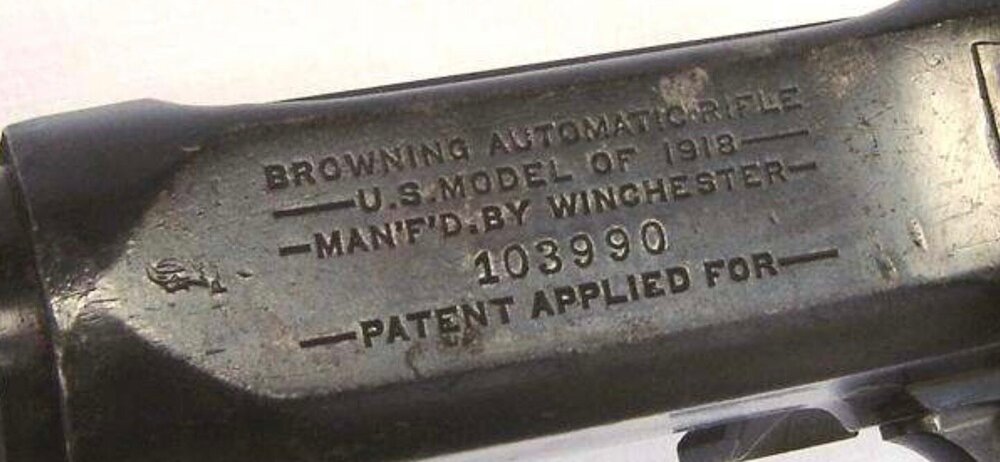 BROWNING AUTOMATIC RIFLE
—U.S. MODEL OF 1918—
—MAN'F'D. BY WINCHESTER—
103990
—PATENT APPLIED FOR—